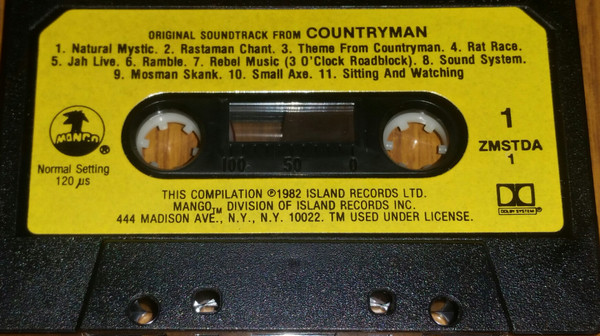 ORIGINAL SOUNDTRACK FROM COUNTRYMAN
1. Natural Mystic. 2. Rastaman Chant. 3. Theme From Countryman. 4. Rat Race.
5. Jah Live. 6. Ramble. 7. Rebel Music (3 O'Clock Roadblock). 8. Sound System.
9. Mosman Skank. 10. Small Axe. 11. Sitting And Watching
MANGO ®
Normal Setting
120 µs
100 50 0
1
ZMSTDA
1
DOLBY SYSTEM ®
THIS COMPILATION ℗1982 ISLAND RECORDS LTD.
MANGO™ DIVISION OF ISLAND RECORDS INC.
444 MADISON AVE., N.Y., N.Y. 10022. TM USED UNDER LICENSE.